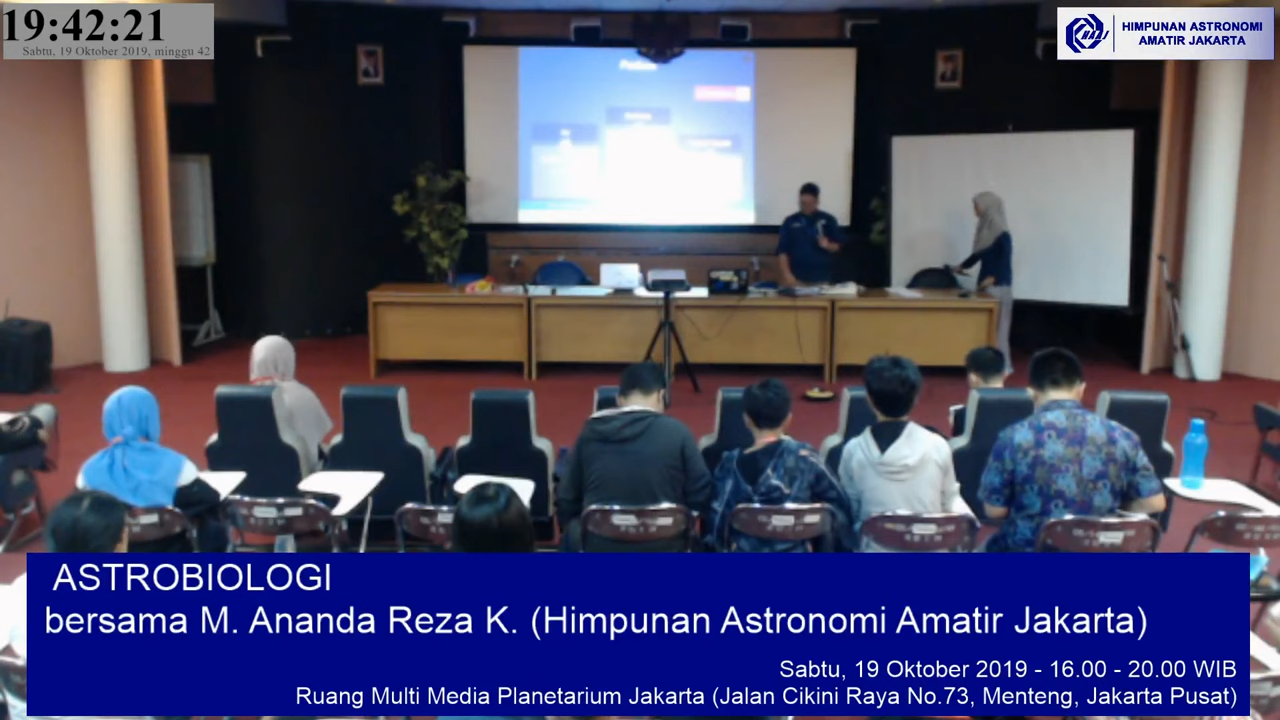 19:42:21
Sabtu, 19 Oktober 2019, minggu 42
HIMPUNAN ASTRONOMI
AMATIR JAKARTA
ASTROBIOLOGI
bersama M. Ananda Reza K. (Himpunan Astronomi Amatir Jakarta)
Sabtu, 19 Oktober 2019 - 16.00 - 20.00 WIB
Ruang Multi Media Planetarium Jakarta (Jalan Cikini Raya No.73, Menteng, Jakarta Pusat)